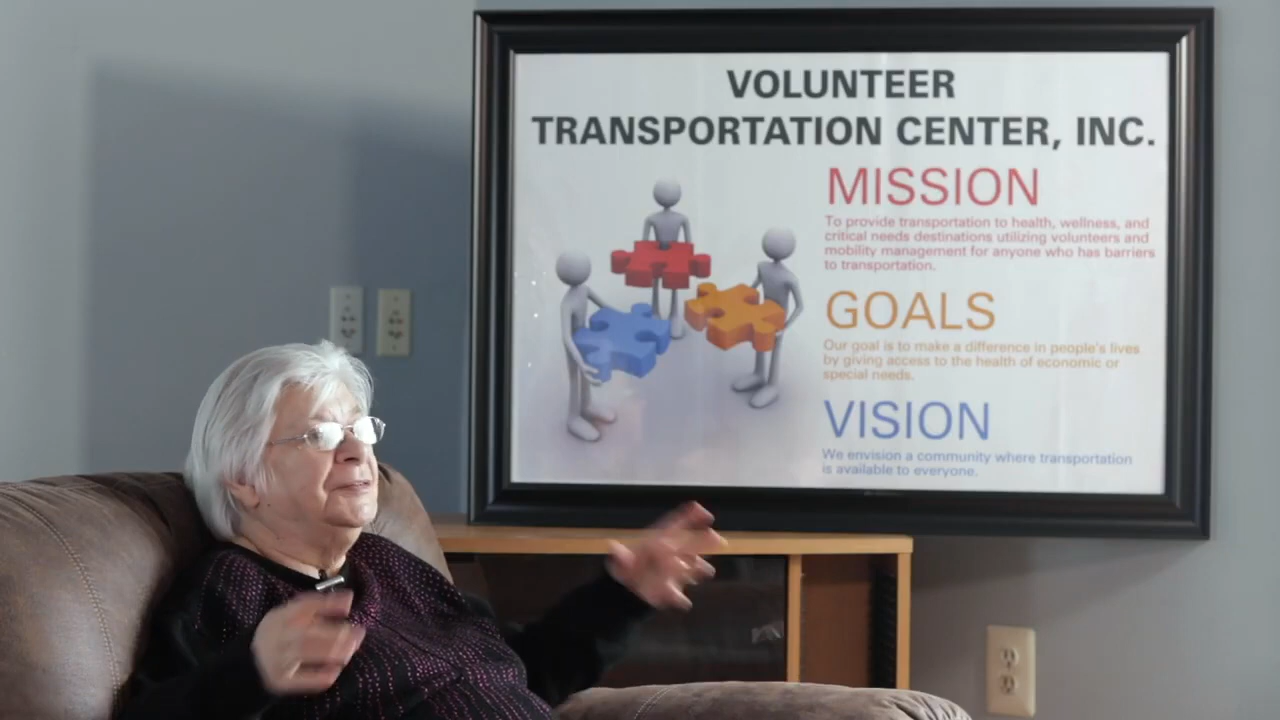 VOLUNTEER
TRANSPORTATION CENTER, INC.
MISSION
To provide transportation to health, wellness, and
critical needs destinations utilizing volunteers and
mobility management for anyone who has barriers
to transportation.
GOALS
Our goal is to make a difference in people's lives
by giving access to the health of economic or
special needs.
VISION
We envision a community where transportation
is available to everyone.